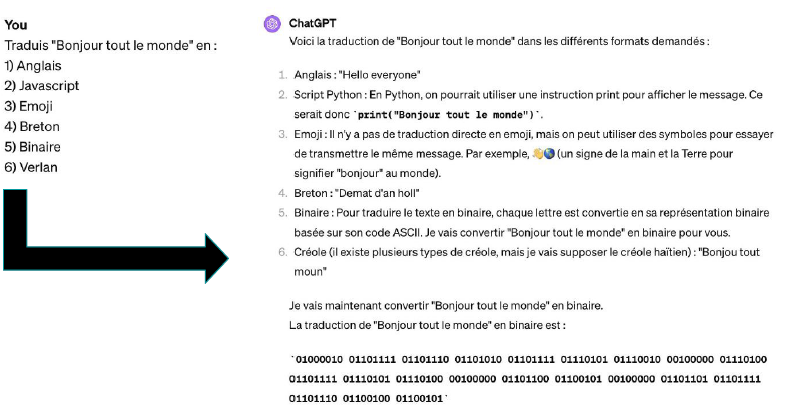 You
Traduis "Bonjour tout le monde" en :
1) Anglais
2) Javascript
3) Emoji
4) Breton
5) Binaire
6) Verlan
ChatGPT
Voici la traduction de "Bonjour tout le monde" dans les différents formats demandés :
1. Anglais : "Hello everyone"
2. Script Python : En Python, on pourrait utiliser une instruction print pour afficher le message. Ce
serait donc `print("Bonjour tout le monde")`.
3. Emoji : Il n'y a pas de traduction directe en emoji, mais on peut utiliser des symboles pour essayer
de transmettre le même message. Par exemple, 👋🌍 (un signe de la main et la Terre pour
signifier "bonjour" au monde).
4. Breton : "Demat d'an holl"
5. Binaire : Pour traduire le texte en binaire, chaque lettre est convertie en sa représentation binaire
basée sur son code ASCII. Je vais convertir "Bonjour tout le monde" en binaire pour vous.
6. Créole (il existe plusieurs types de créole, mais je vais supposer le créole haïtien) : "Bonjou tout
moun"
Je vais maintenant convertir "Bonjour tout le monde" en binaire.
La traduction de "Bonjour tout le monde" en binaire est :
`01000010 01101111 01101110 01101010 01101111 01110101 01110010 00100000 01110100
01101111 01110101 01110100 00100000 01101100 01100101 00100000 01101101 01101111
01101110 01100100 01100101`